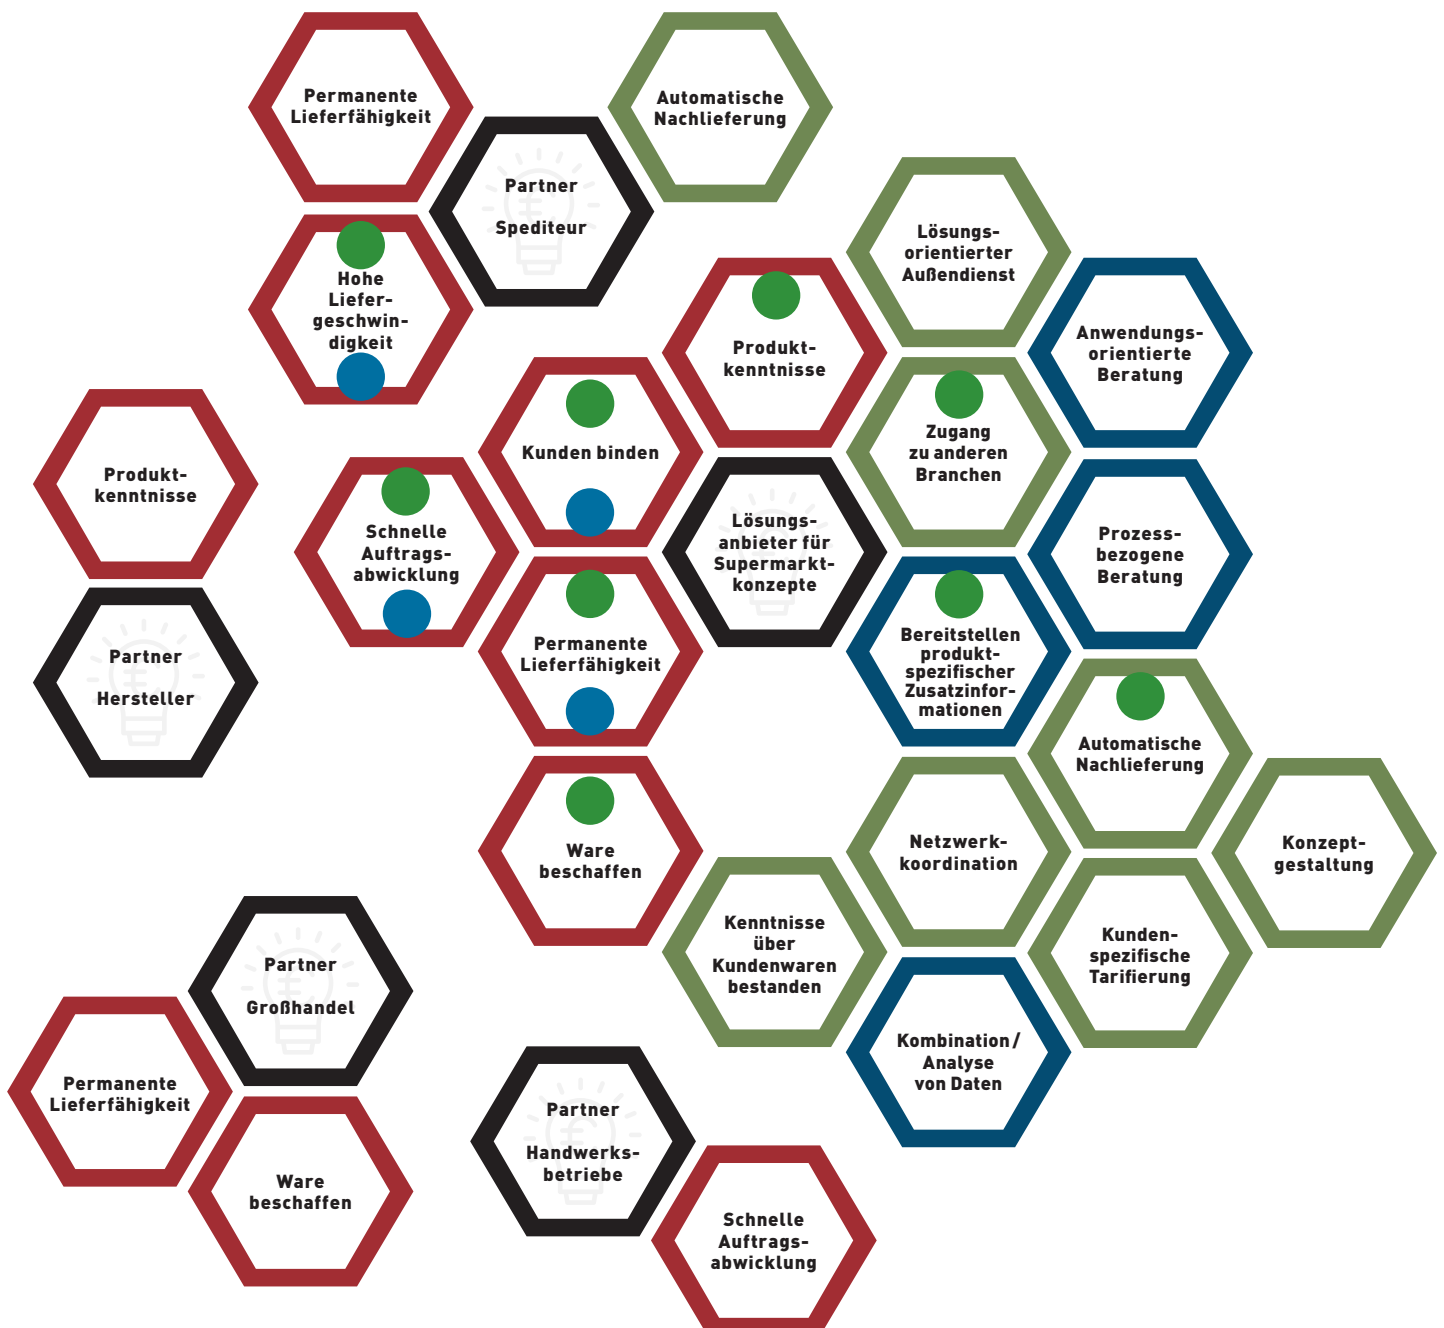 Permanente
Lieferfähigkeit
Automatische
Nachlieferung
Partner
Spediteur
Lösungs-
orientierter
Außendienst
Hohe
Liefer-
geschwin-
digkeit
Produkt-
kenntnisse
Anwendungs-
orientierte
Beratung
Kunden binden
Zugang
zu anderen
Branchen
Produkt-
kenntnisse
Schnelle
Auftrags-
abwicklung
Lösungs-
anbieter für
Supermarkt-
konzepte
Prozess-
bezogene
Beratung
Partner
Hersteller
Permanente
Lieferfähigkeit
Bereitstellen
produkt-
spezifischer
Zusatzinfor-
mationen
Automatische
Nachlieferung
Ware
beschaffen
Netzwerk-
koordination
Konzept-
gestaltung
Kenntnisse
über
Kundenwaren
bestanden
Kunden-
spezifische
Tarifierung
Partner
Großhandel
Kombination /
Analyse
von Daten
Permanente
Lieferfähigkeit
Partner
Handwerks-
betriebe
Ware
beschaffen
Schnelle
Auftrags-
abwicklung